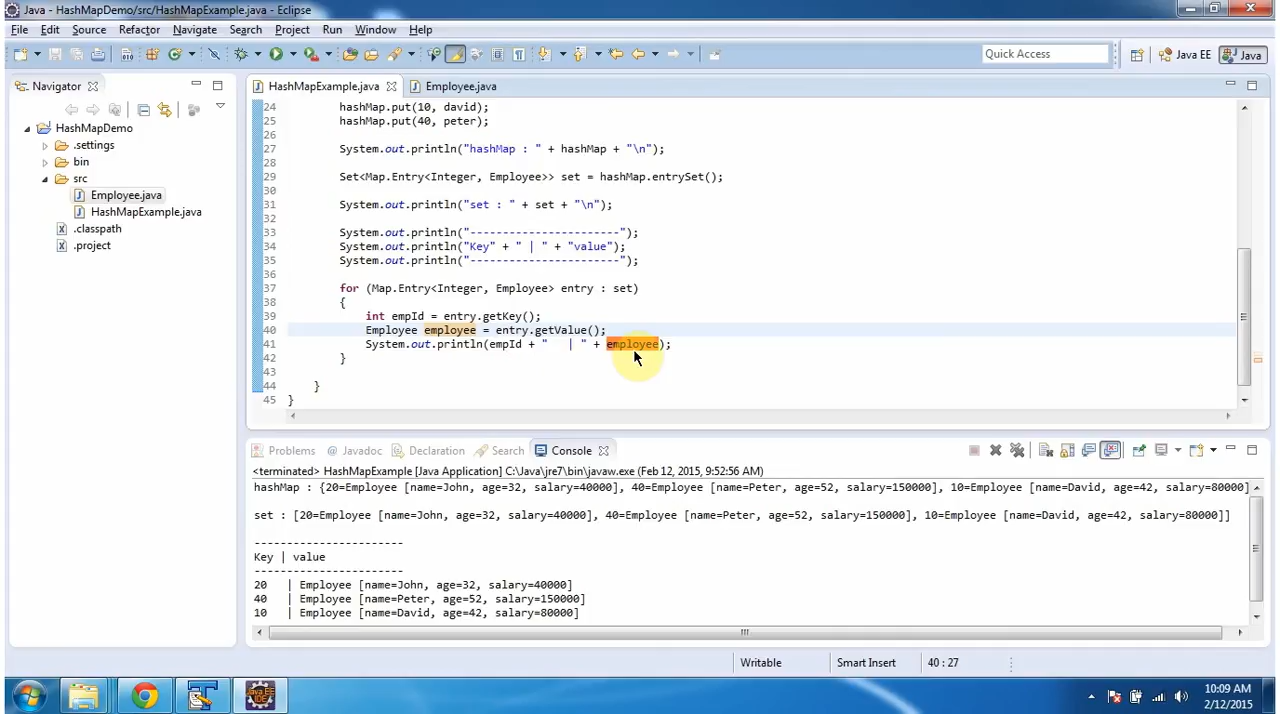 Java - HashMapDemo/src/HashMapExample.java - Eclipse
File Edit Source Refactor Navigate Search Project Run Window Help
Quick Access Java EE Java
Navigator
HashMapDemo
.settings
bin
src
Employee.java
HashMapExample.java
.classpath
.project
HashMapExample.java Employee.java
24 hashMap.put(10, david);
25 hashMap.put(40, peter);
26
27 System.out.println("hashMap : " + hashMap + "\n");
28
29 Set<Map.Entry<Integer, Employee>> set = hashMap.entrySet();
30
31 System.out.println("set : " + set + "\n");
32
33 System.out.println("-----------------------");
34 System.out.println("Key" + " | " + "value");
35 System.out.println("-----------------------");
36
37 for (Map.Entry<Integer, Employee> entry : set)
38 {
39 int empId = entry.getKey();
40 Employee employee = entry.getValue();
41 System.out.println(empId + "   | " + employee);
42 }
43
44 }
45 }
Problems Javadoc Declaration Search Console
<terminated> HashMapExample [Java Application] C:\Java\jre7\bin\javaw.exe (Feb 12, 2015, 9:52:56 AM)
hashMap : {20=Employee [name=John, age=32, salary=40000], 40=Employee [name=Peter, age=52, salary=150000], 10=Employee [name=David, age=42, salary=80000]
set : [20=Employee [name=John, age=32, salary=40000], 40=Employee [name=Peter, age=52, salary=150000], 10=Employee [name=David, age=42, salary=80000]]
-----------------------
Key | value
-----------------------
20   | Employee [name=John, age=32, salary=40000]
40   | Employee [name=Peter, age=52, salary=150000]
10   | Employee [name=David, age=42, salary=80000]
Writable Smart Insert 40 : 27
Java EE IDE
10:09 AM
2/12/2015